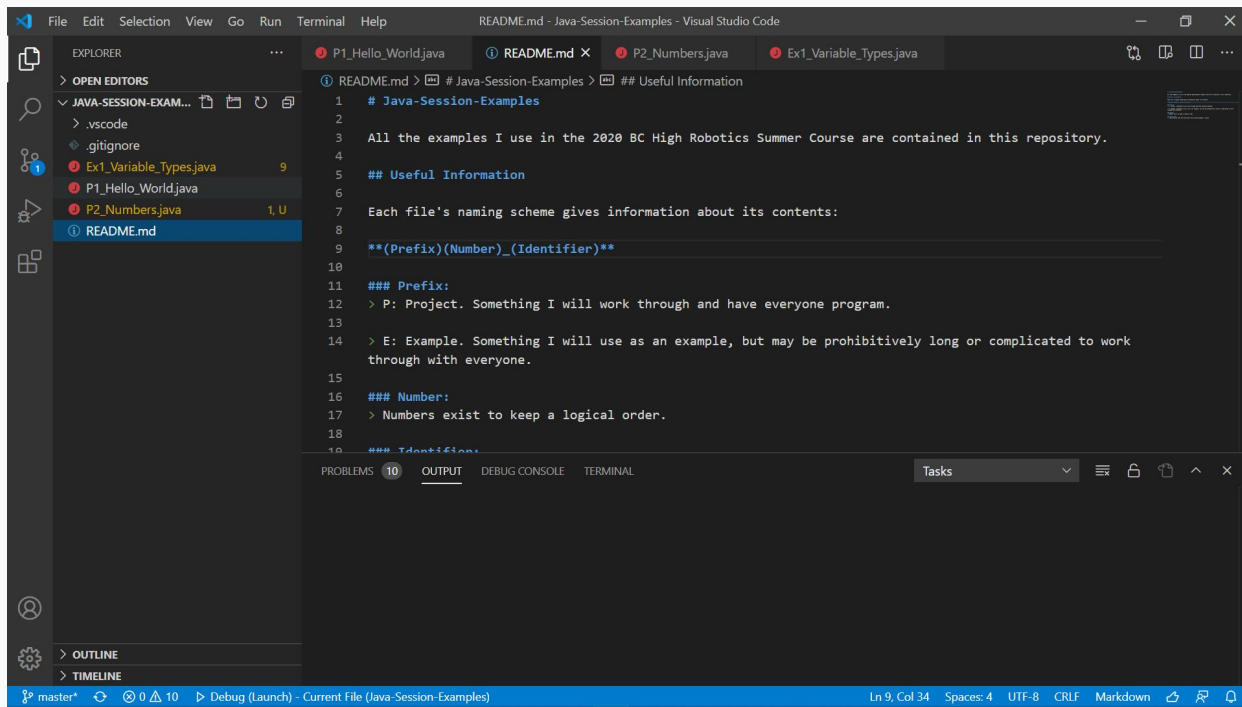 File Edit Selection View Go Run Terminal Help README.md - Java-Session-Examples - Visual Studio Code
EXPLORER
P1_Hello_World.java README.md P2_Numbers.java Ex1_Variable_Types.java
OPEN EDITORS
JAVA-SESSION-EXAM...
.vscode
.gitignore
Ex1_Variable_Types.java 9
P1_Hello_World.java
P2_Numbers.java 1, U
README.md
1
README.md > # Java-Session-Examples > ## Useful Information
1 # Java-Session-Examples
2
3 All the examples I use in the 2020 BC High Robotics Summer Course are contained in this repository.
4
5 ## Useful Information
6
7 Each file's naming scheme gives information about its contents:
8
9 **(Prefix)(Number)_(Identifier)**
10
11 ### Prefix:
12 > P: Project. Something I will work through and have everyone program.
13
14 > E: Example. Something I will use as an example, but may be prohibitively long or complicated to work
through with everyone.
15
16 ### Number:
17 > Numbers exist to keep a logical order.
18
19 ### Identifier:
PROBLEMS 10 OUTPUT DEBUG CONSOLE TERMINAL Tasks
OUTLINE
TIMELINE
master* 0 10 Debug (Launch) - Current File (Java-Session-Examples) Ln 9, Col 34 Spaces: 4 UTF-8 CRLF Markdown